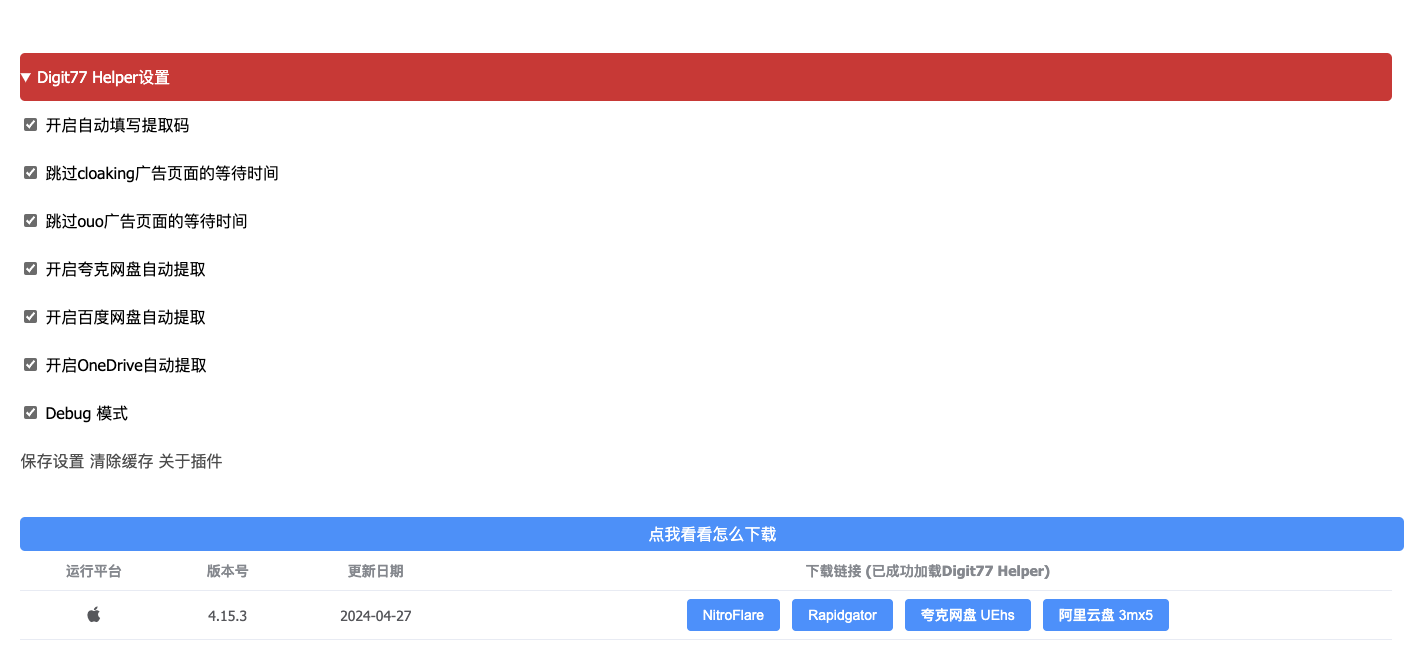 ▼ Digit77 Helper设置
开启自动填写提取码
跳过cloaking广告页面的等待时间
跳过ouo广告页面的等待时间
开启夸克网盘自动提取
开启百度网盘自动提取
开启OneDrive自动提取
Debug 模式
保存设置 清除缓存 关于插件
点我看看怎么下载
运行平台 版本号 更新日期 下载链接 (已成功加载Digit77 Helper)
4.15.3 2024-04-27 NitroFlare Rapidgator 夸克网盘 UEhs 阿里云盘 3mx5